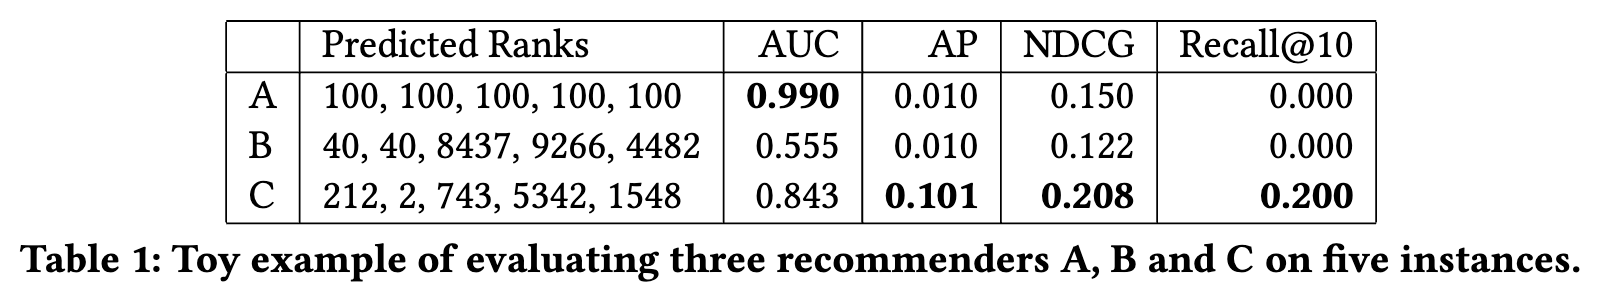 Predicted Ranks AUC AP NDCG Recall@10
A 100, 100, 100, 100, 100 0.990 0.010 0.150 0.000
B 40, 40, 8437, 9266, 4482 0.555 0.010 0.122 0.000
C 212, 2, 743, 5342, 1548 0.843 0.101 0.208 0.200
Table 1: Toy example of evaluating three recommenders A, B and C on five instances.